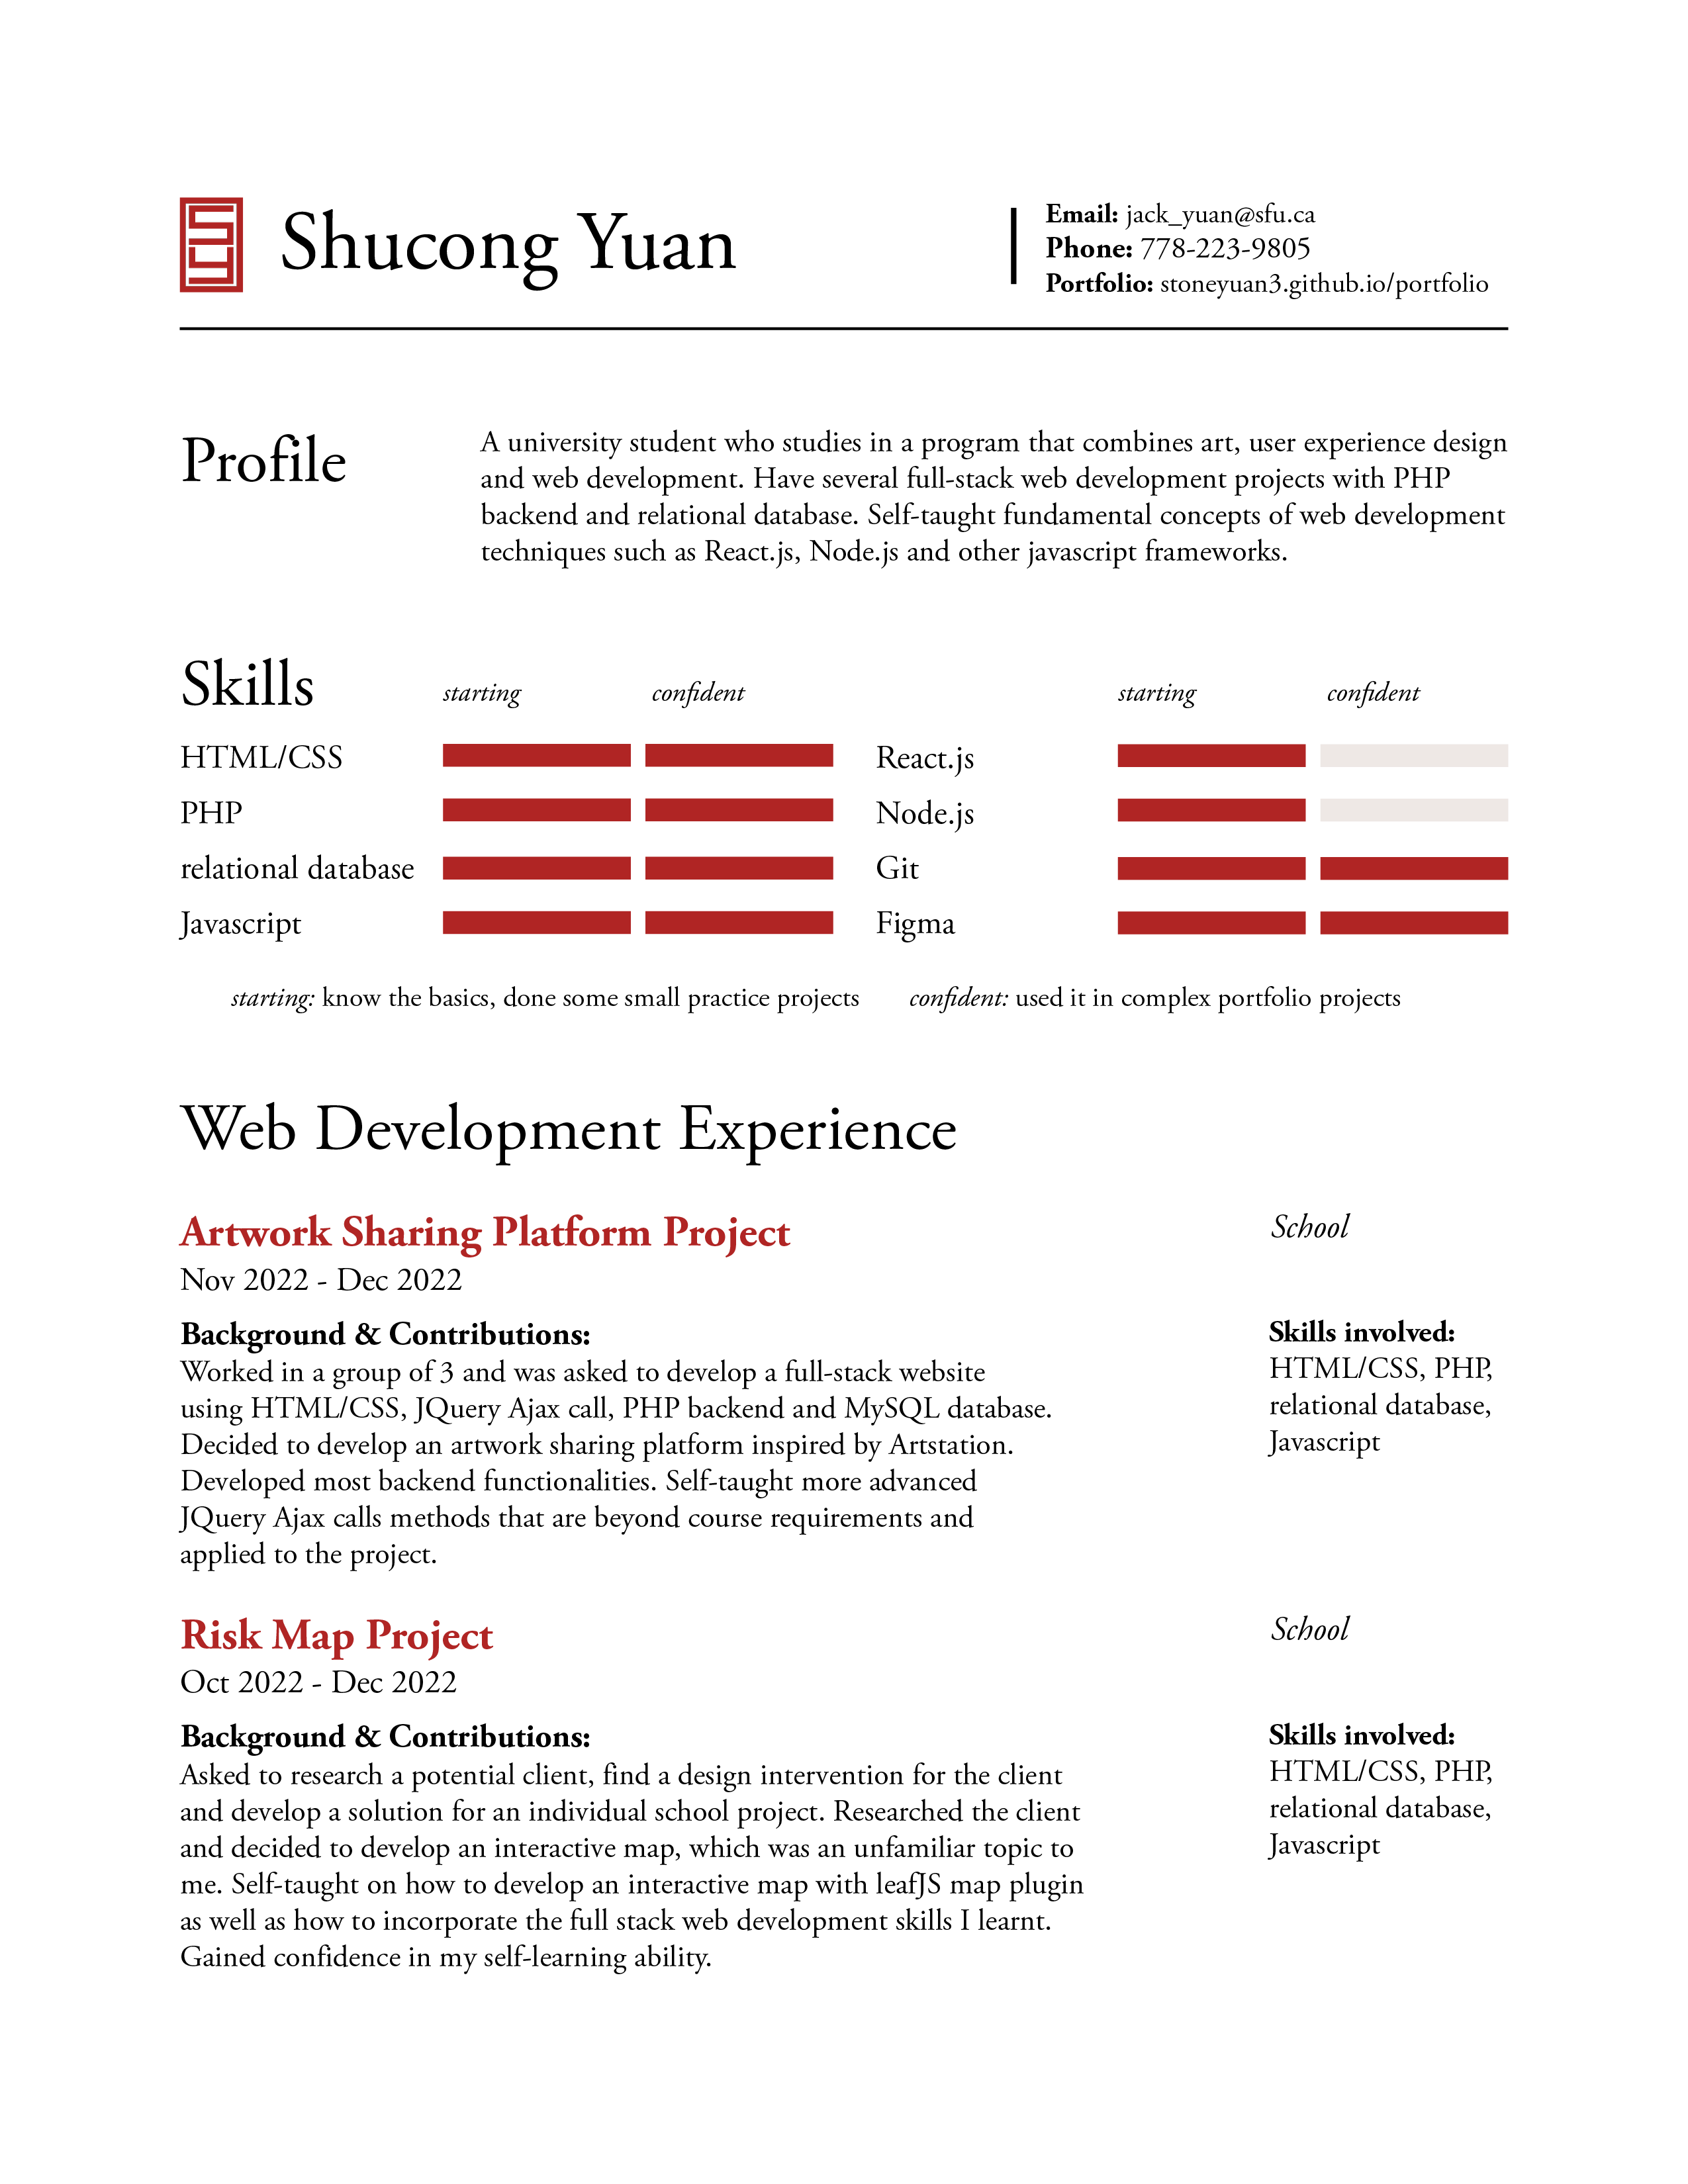 Shucong Yuan
Email: jack_yuan@sfu.ca
Phone: 778-223-9805
Portfolio: stoneyuan3.github.io/portfolio
Profile
A university student who studies in a program that combines art, user experience design
and web development. Have several full-stack web development projects with PHP
backend and relational database. Self-taught fundamental concepts of web development
techniques such as React.js, Node.js and other javascript frameworks.
Skills
starting confident
starting confident
HTML/CSS
React.js
PHP
Node.js
relational database
Git
Javascript
Figma
starting: know the basics, done some small practice projects
confident: used it in complex portfolio projects
Web Development Experience
Artwork Sharing Platform Project
School
Nov 2022 - Dec 2022
Background & Contributions:
Worked in a group of 3 and was asked to develop a full-stack website
using HTML/CSS, JQuery Ajax call, PHP backend and MySQL database.
Decided to develop an artwork sharing platform inspired by Artstation.
Developed most backend functionalities. Self-taught more advanced
JQuery Ajax calls methods that are beyond course requirements and
applied to the project.
Skills involved:
HTML/CSS, PHP,
relational database,
Javascript
Risk Map Project
School
Oct 2022 - Dec 2022
Background & Contributions:
Asked to research a potential client, find a design intervention for the client
and develop a solution for an individual school project. Researched the client
and decided to develop an interactive map, which was an unfamiliar topic to
me. Self-taught on how to develop an interactive map with leafJS map plugin
as well as how to incorporate the full stack web development skills I learnt.
Gained confidence in my self-learning ability.
Skills involved:
HTML/CSS, PHP,
relational database,
Javascript